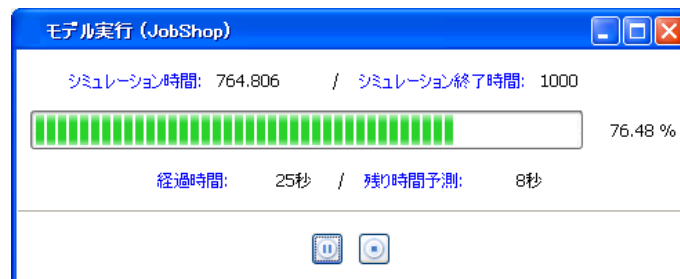 モデル実行 (JobShop)
シミュレーション時間: 764.806 / シミュレーション終了時間: 1000
76.48 %
経過時間: 25秒 / 残り時間予測: 8秒